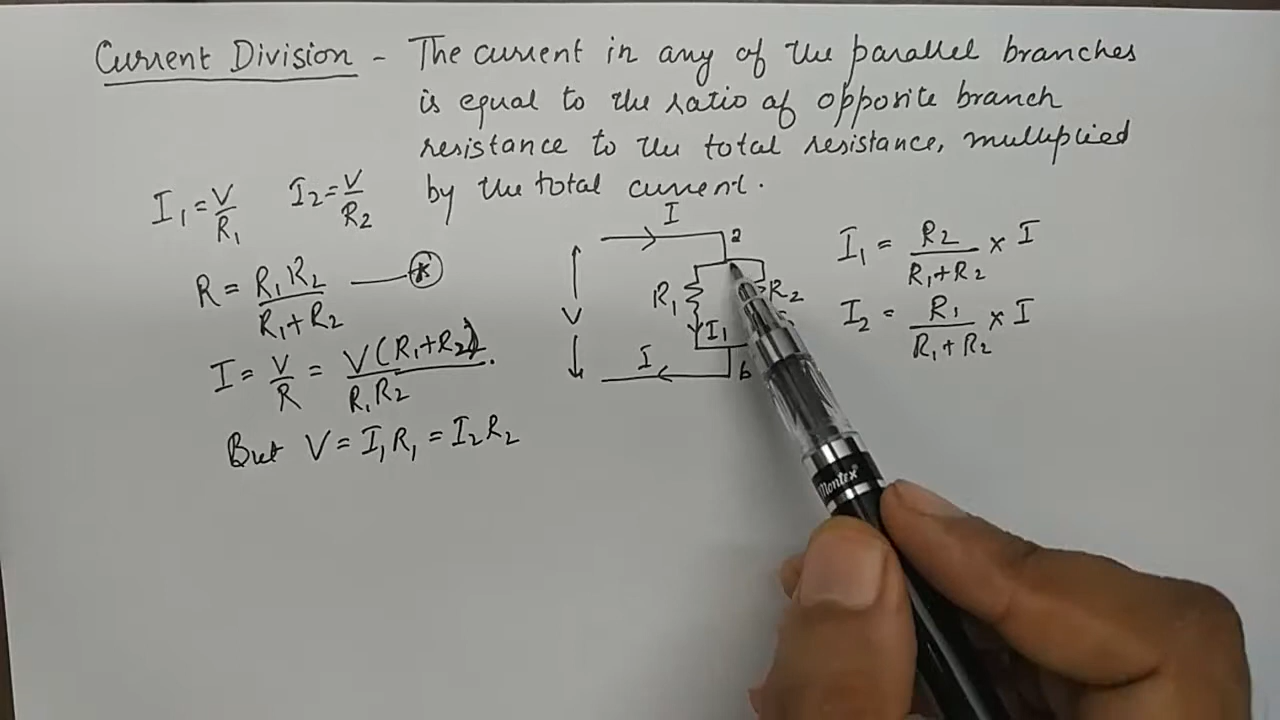 Current Division - The current in any of the parallel branches
is equal to the ratio of opposite branch
resistance to the total resistance, multiplied
by the total current.
I₁ = V/R₁ I₂ = V/R₂
R = R₁R₂/(R₁+R₂) —— *
I = V/R = V(R₁+R₂)/(R₁R₂).
But V = I₁R₁ = I₂R₂
I
a
V
R₁
R₂
I₁
I
b
I₁ = R₂/(R₁+R₂) × I
I₂ = R₁/(R₁+R₂) × I
Montex